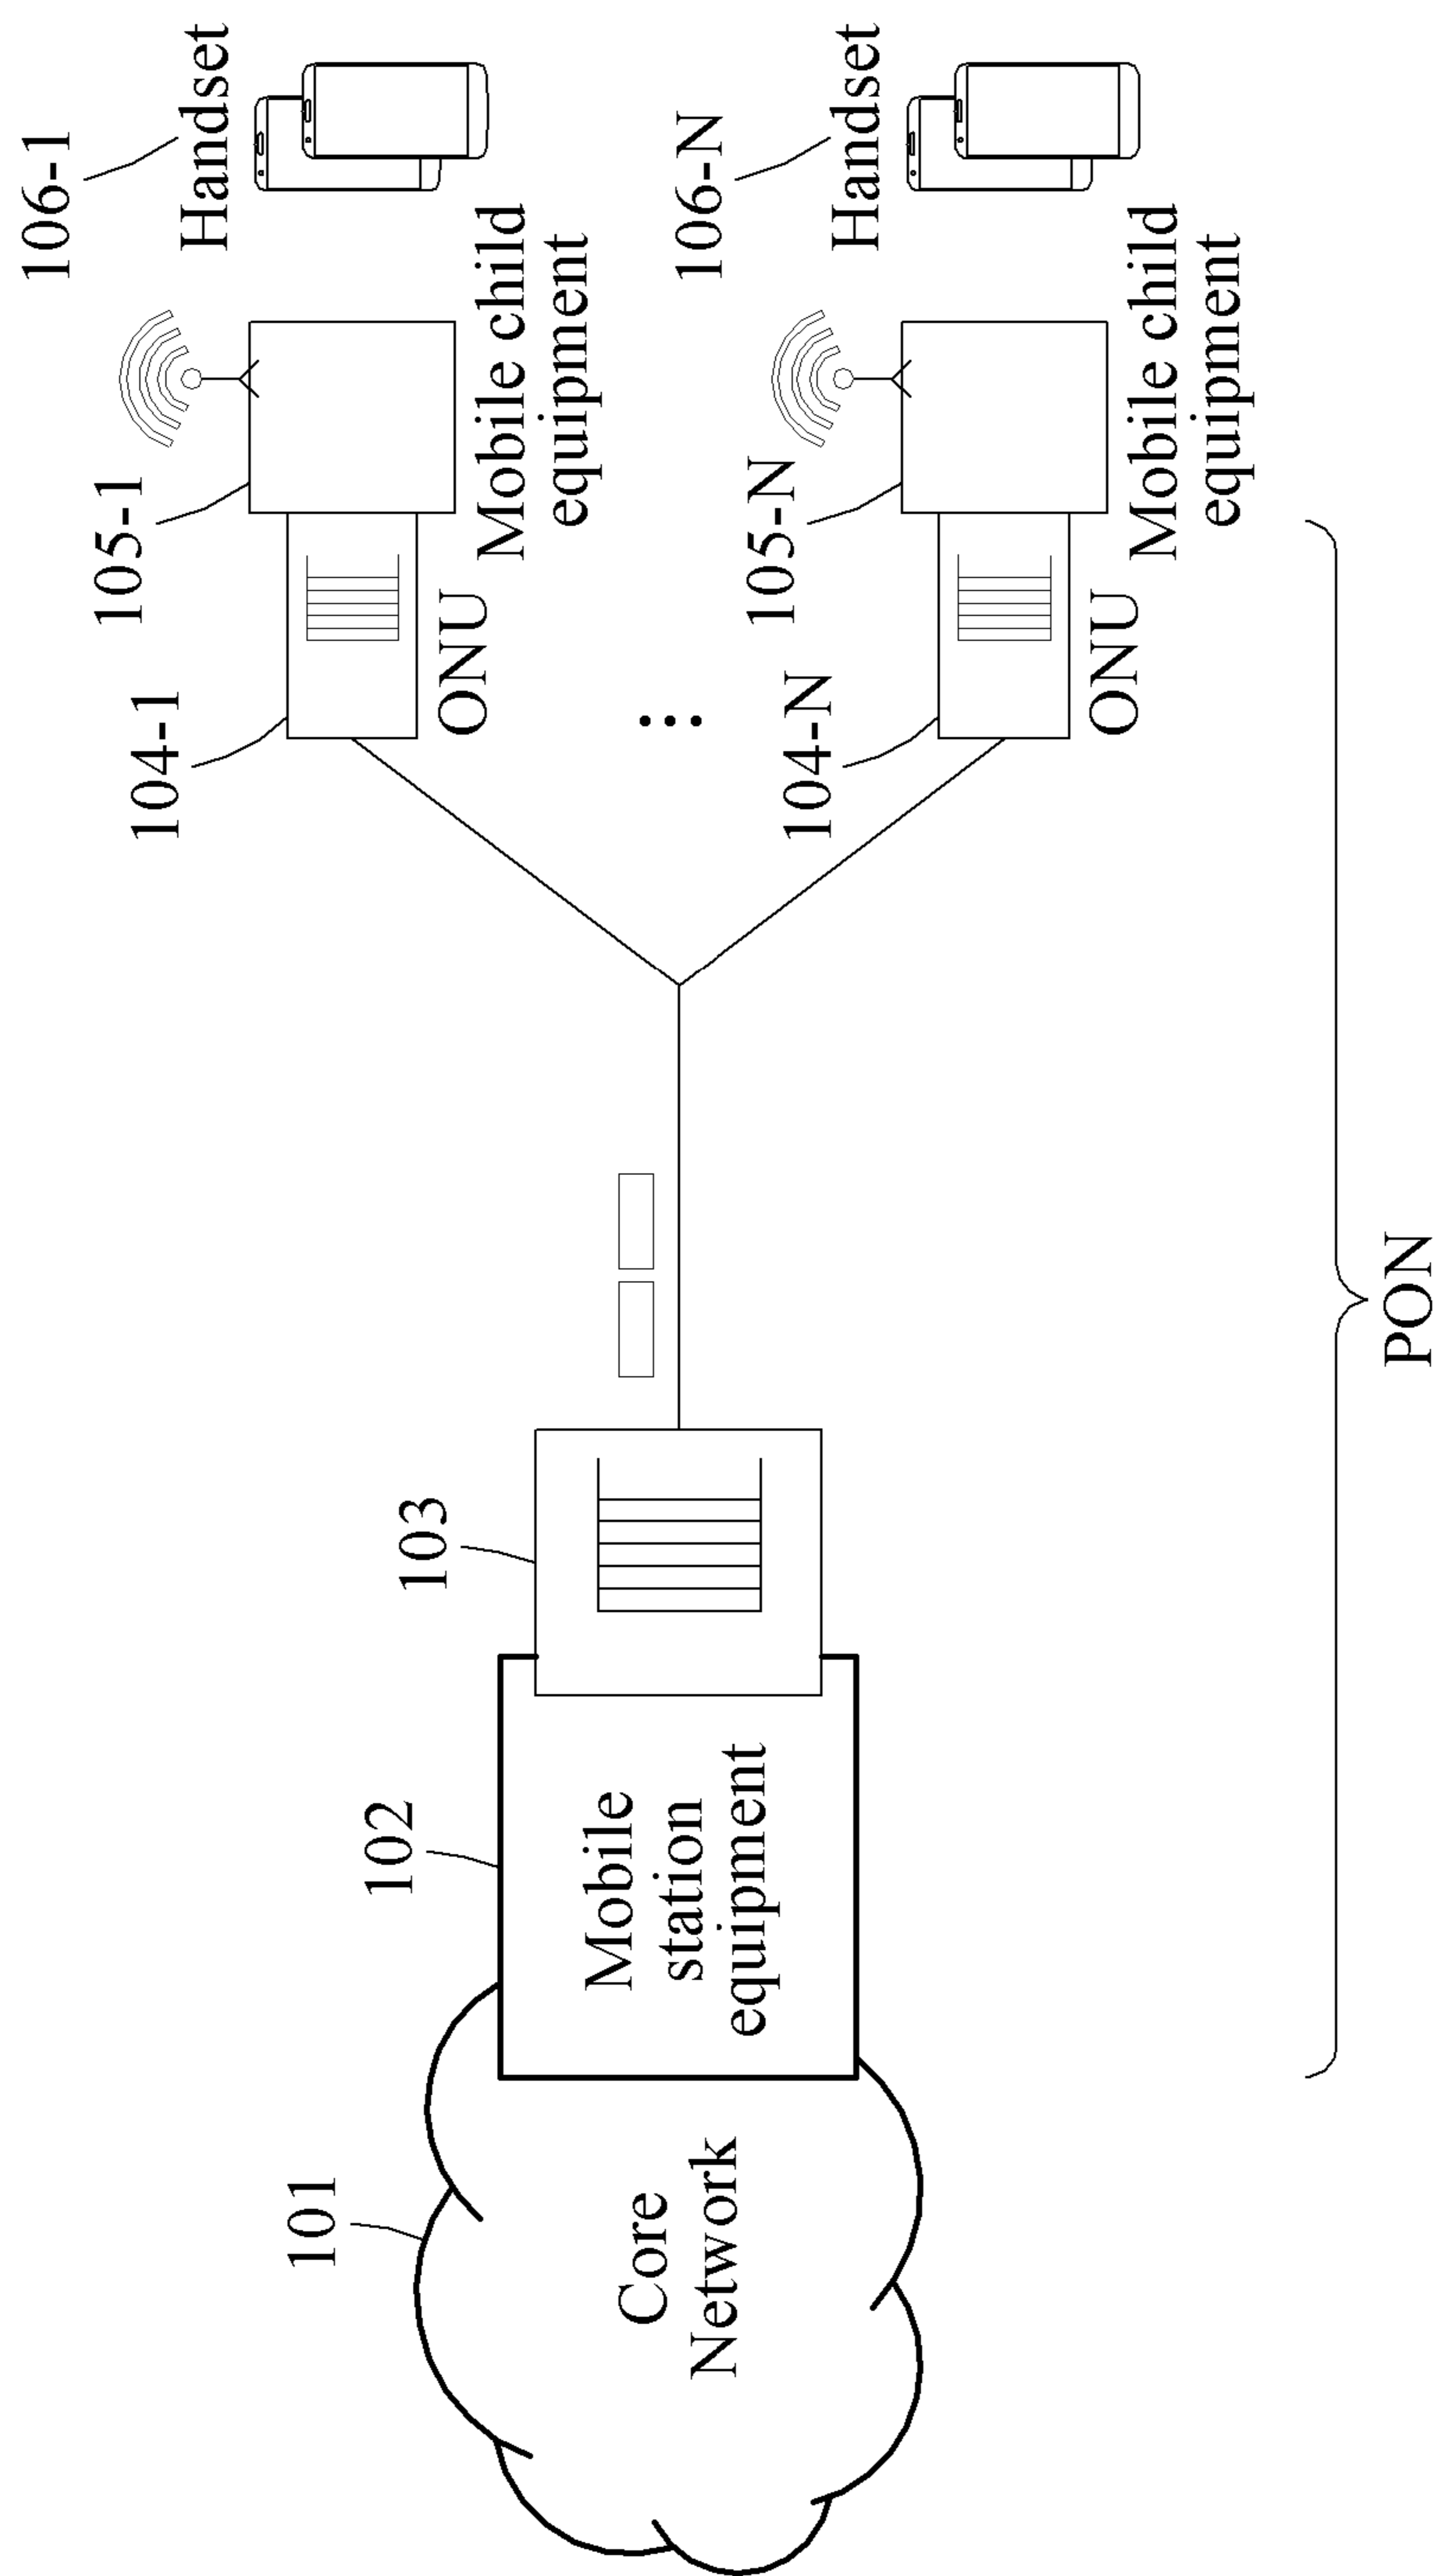 101
Core
Network
102
Mobile
station
equipment
103
104-1
ONU
105-1
Mobile child
equipment
106-1
Handset
104-N
ONU
105-N
Mobile child
equipment
106-N
Handset
PON